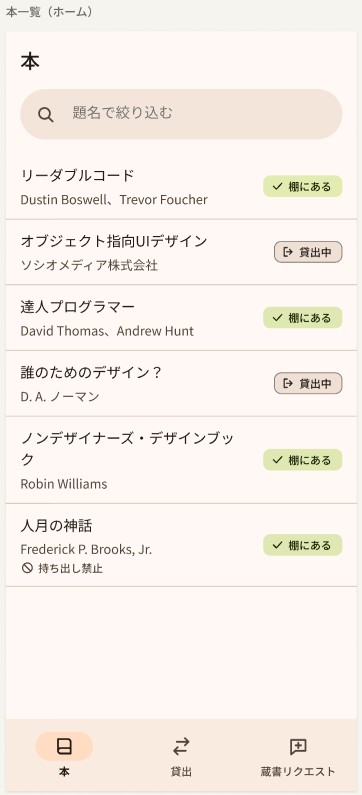 本一覧（ホーム）
本
題名で絞り込む
リーダブルコード
Dustin Boswell、Trevor Foucher
棚にある
オブジェクト指向UIデザイン
ソシオメディア株式会社
貸出中
達人プログラマー
David Thomas、Andrew Hunt
棚にある
誰のためのデザイン？
D. A. ノーマン
貸出中
ノンデザイナーズ・デザインブッ
ク
Robin Williams
棚にある
人月の神話
Frederick P. Brooks, Jr.
持ち出し禁止
棚にある
本
貸出
蔵書リクエスト